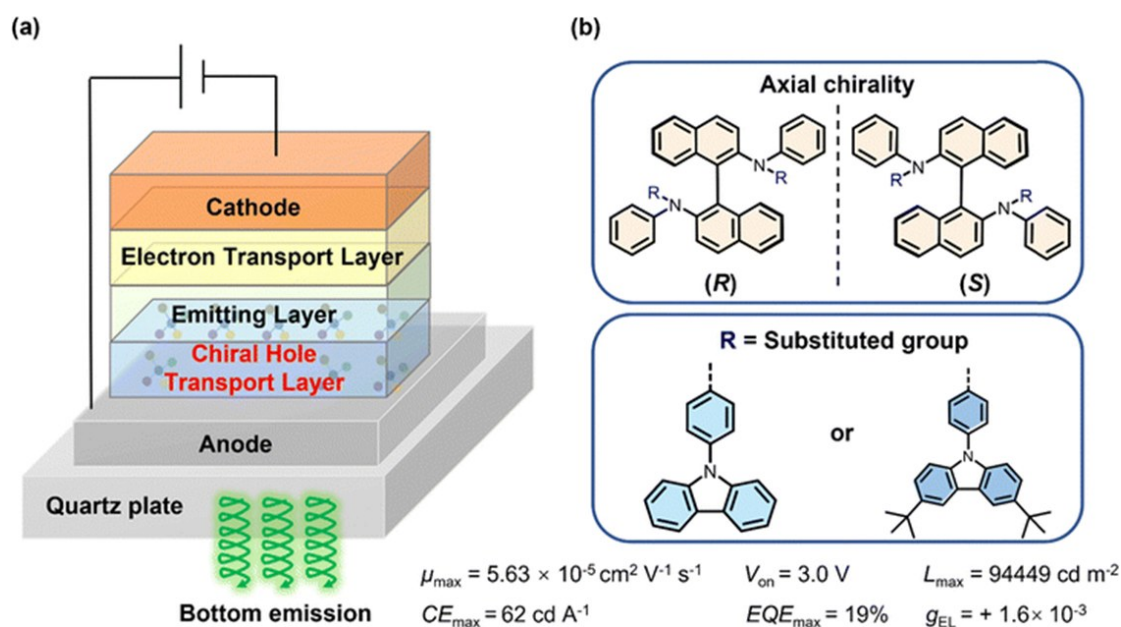 (a)
Cathode
Electron Transport Layer
Emitting Layer
Chiral Hole
Transport Layer
Anode
Quartz plate
Bottom emission
(b)
Axial chirality
N
R
R
N
N
R
R
N
(R)
(S)
R = Substituted group
N
or
N
μmax = 5.63 × 10-5 cm2 V-1 s-1
Von = 3.0 V
Lmax = 94449 cd m-2
CEmax = 62 cd A-1
EQEmax = 19%
gEL = + 1.6× 10-3